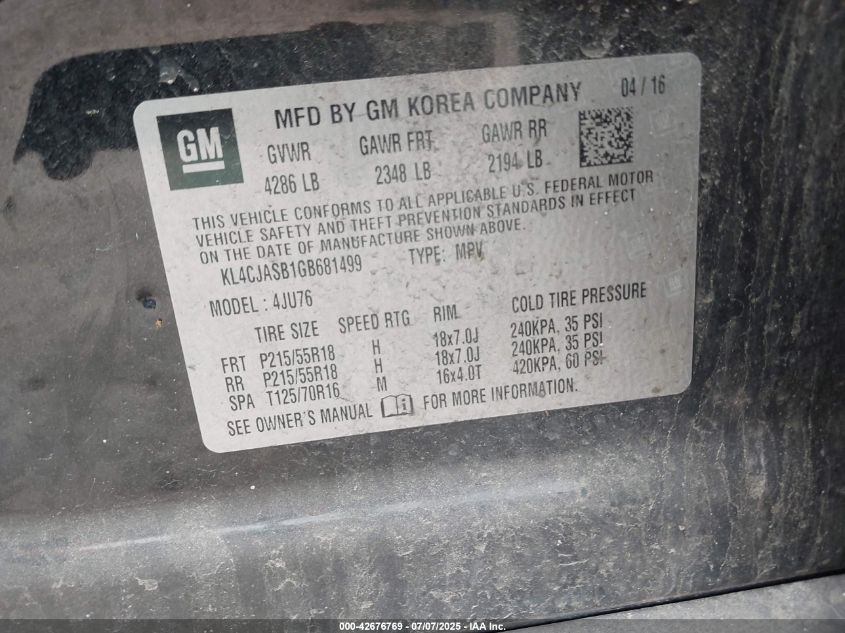 GM
MFD BY GM KOREA COMPANY 04 / 16
GVWR GAWR FRT GAWR RR
4286 LB 2348 LB 2194 LB
THIS VEHICLE CONFORMS TO ALL APPLICABLE U.S. FEDERAL MOTOR
VEHICLE SAFETY AND THEFT PREVENTION STANDARDS IN EFFECT
ON THE DATE OF MANUFACTURE SHOWN ABOVE.
KL4CJASB1GB681499 TYPE: MPV
MODEL : 4JU76
TIRE SIZE SPEED RTG RIM COLD TIRE PRESSURE
FRT P215/55R18 H 18x7.0J 240KPA, 35 PSI
RR P215/55R18 H 18x7.0J 240KPA, 35 PSI
SPA T125/70R16 M 16x4.0T 420KPA, 60 PSI
SEE OWNER'S MANUAL FOR MORE INFORMATION.
000-42676769 - 07/07/2025 - IAA Inc.